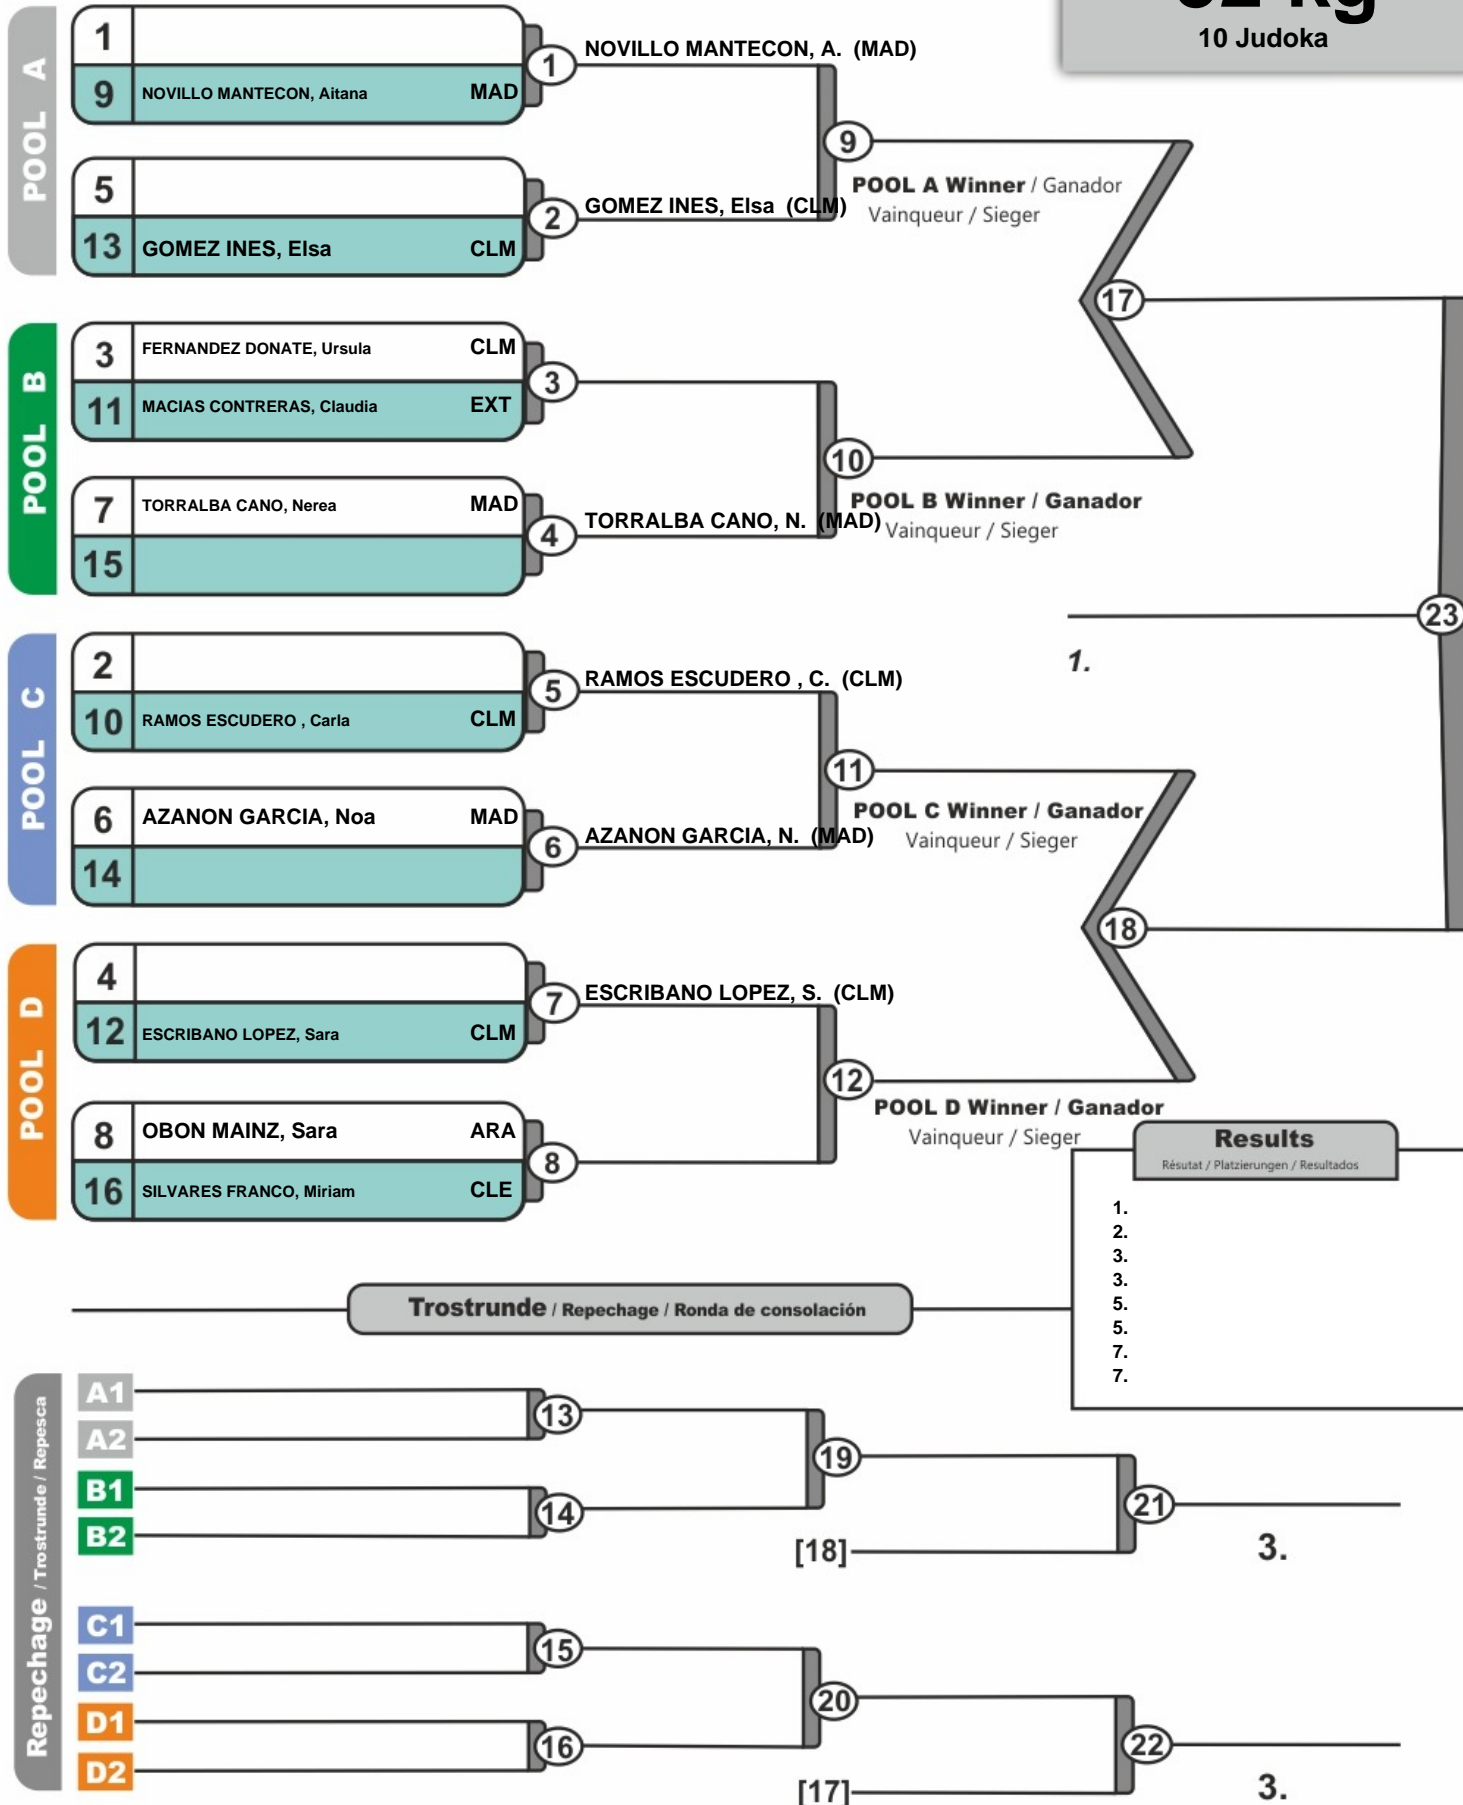 10 Judoka
POOL A
1
9 NOVILLO MANTECON, Aitana MAD
1 NOVILLO MANTECON, A. (MAD)
5
13 GOMEZ INES, Elsa CLM
2 GOMEZ INES, Elsa (CLM)
9
POOL A Winner / Ganador
Vainqueur / Sieger
17
POOL B
3 FERNANDEZ DONATE, Ursula CLM
11 MACIAS CONTRERAS, Claudia EXT
3
7 TORRALBA CANO, Nerea MAD
15
4 TORRALBA CANO, N. (MAD)
10
POOL B Winner / Ganador
Vainqueur / Sieger
23
1.
POOL C
2
10 RAMOS ESCUDERO , Carla CLM
5 RAMOS ESCUDERO , C. (CLM)
6 AZANON GARCIA, Noa MAD
14
6 AZANON GARCIA, N. (MAD)
11
POOL C Winner / Ganador
Vainqueur / Sieger
18
POOL D
4
12 ESCRIBANO LOPEZ, Sara CLM
7 ESCRIBANO LOPEZ, S. (CLM)
8 OBON MAINZ, Sara ARA
16 SILVARES FRANCO, Miriam CLE
8
12
POOL D Winner / Ganador
Vainqueur / Sieger
Results
Résutat / Platzierungen / Resultados
1.
2.
3.
3.
5.
5.
7.
7.
Trostrunde / Repechage / Ronda de consolación
Repechage / Trostrunde / Repesca
A1
13
A2
19
B1
14
B2
21
[18]
3.
C1
15
C2
20
D1
16
D2
22
[17]
3.